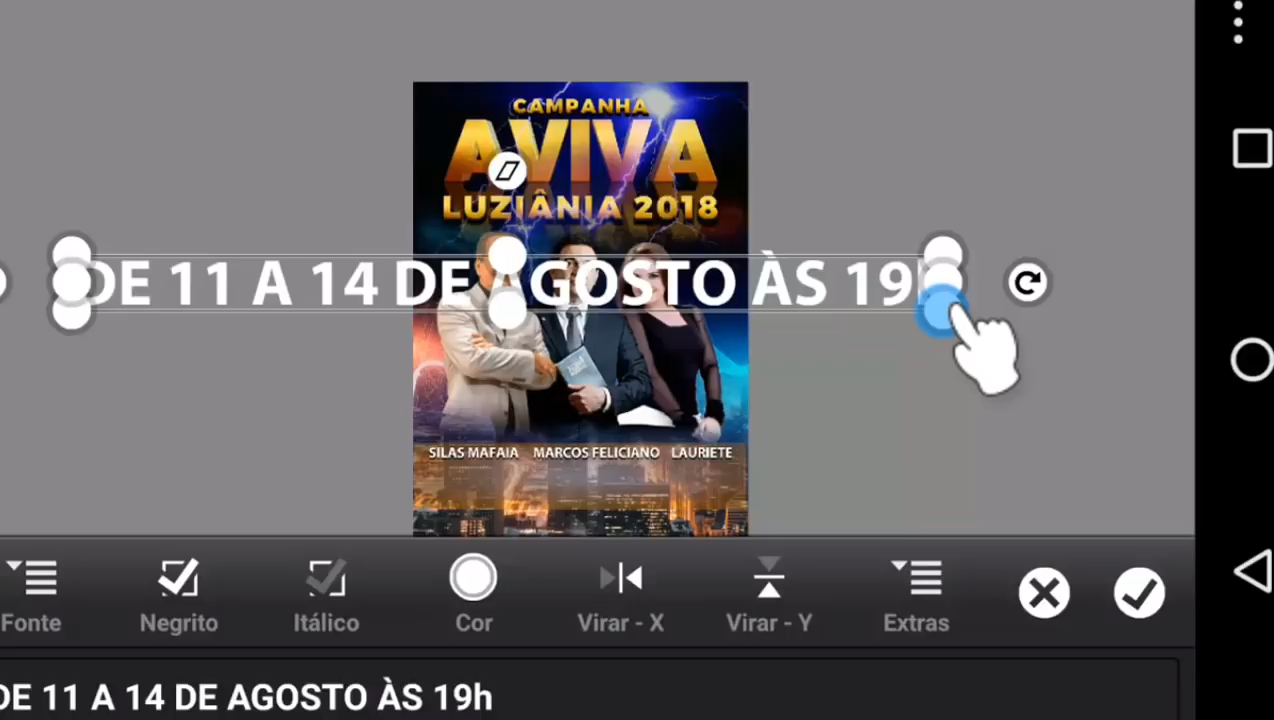 CAMPANHA
AVIVA
LUZIÂNIA 2018
DE 11 A 14 DE AGOSTO ÀS 19h
SILAS MAFAIA MARCOS FELICIANO LAURIETE
Fonte Negrito Itálico Cor Virar - X Virar - Y Extras
DE 11 A 14 DE AGOSTO ÀS 19h